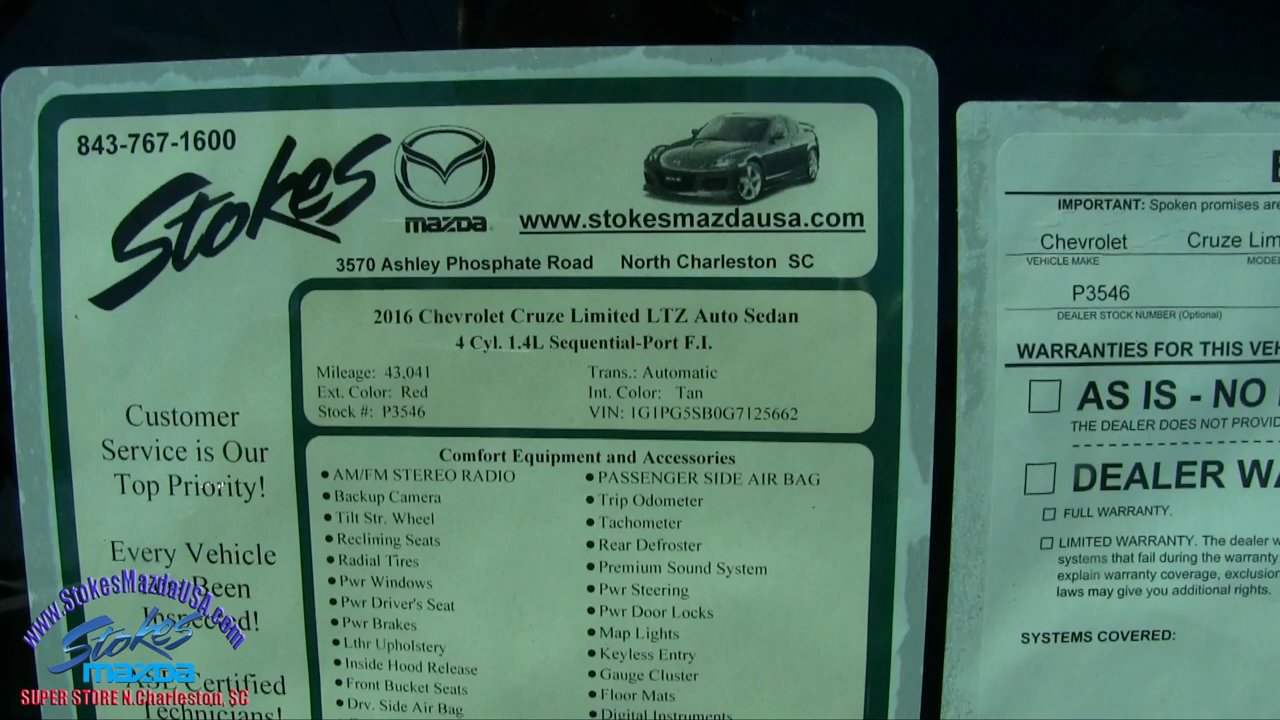 843-767-1600
Stokes
mazda
www.stokesmazdausa.com
3570 Ashley Phosphate Road North Charleston SC
2016 Chevrolet Cruze Limited LTZ Auto Sedan
4 Cyl. 1.4L Sequential-Port F.I.
Mileage: 43,041 Trans.: Automatic
Ext. Color: Red Int. Color: Tan
Stock #: P3546 VIN: 1G1PG5SB0G7125662
Customer
Service is Our
Top Priority!
Every Vehicle
Been
Inspected!
ASE Certified
Technicians!
Comfort Equipment and Accessories
• AM/FM STEREO RADIO
• Backup Camera
• Tilt Str. Wheel
• Reclining Seats
• Radial Tires
• Pwr Windows
• Pwr Driver's Seat
• Pwr Brakes
• Lthr Upholstery
• Inside Hood Release
• Front Bucket Seats
• Drv. Side Air Bag
• PASSENGER SIDE AIR BAG
• Trip Odometer
• Tachometer
• Rear Defroster
• Premium Sound System
• Pwr Steering
• Pwr Door Locks
• Map Lights
• Keyless Entry
• Gauge Cluster
• Floor Mats
• Digital Instruments
IMPORTANT: Spoken promises are
Chevrolet Cruze Lim
VEHICLE MAKE MODE
P3546
DEALER STOCK NUMBER (Optional)
WARRANTIES FOR THIS VEH
AS IS - NO
THE DEALER DOES NOT PROVID
DEALER WA
FULL WARRANTY.
LIMITED WARRANTY. The dealer w
systems that fail during the warranty
explain warranty coverage, exclusion
laws may give you additional rights.
SYSTEMS COVERED:
www.StokesMazdaUSA.com
Stokes
mazda
SUPER STORE N.Charleston, SC